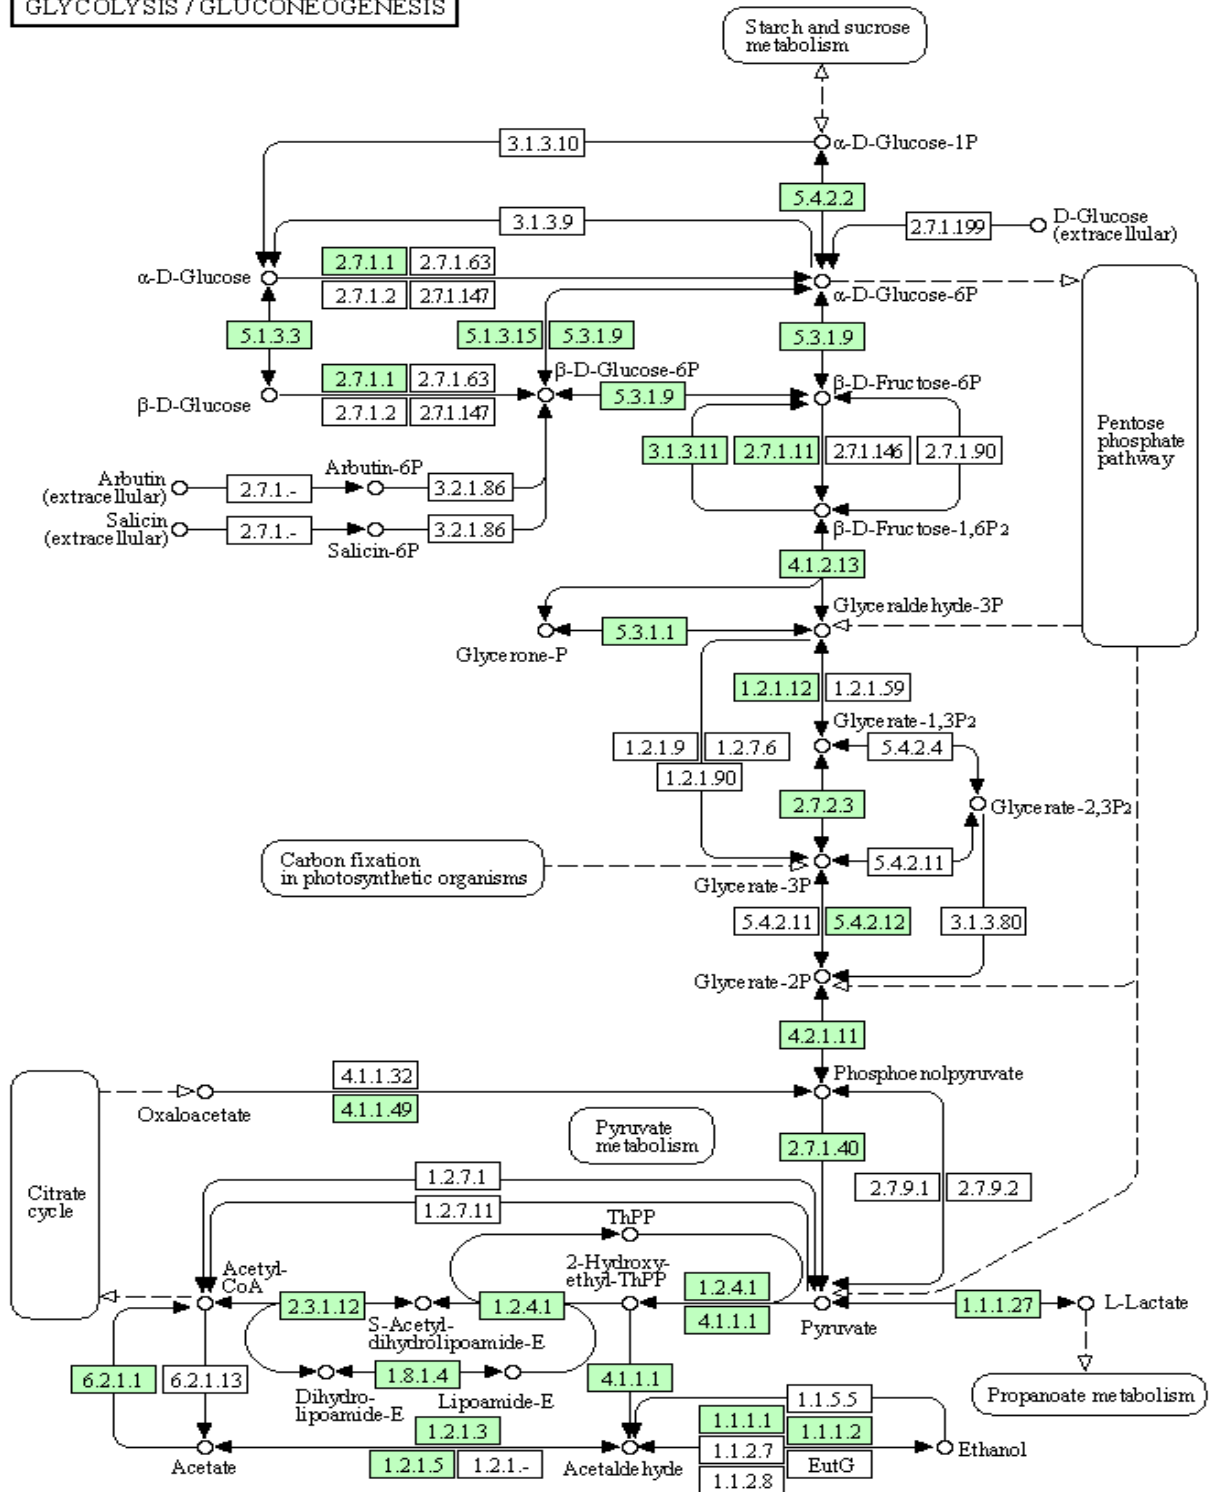 GLYCOLYSIS / GLUCONEOGENESIS
Starch and sucrose
metabolism
3.1.3.10
α-D-Glucose-1P
5.4.2.2
3.1.3.9
2.7.1.199
D-Glucose
(extracellular)
2.7.1.1
2.7.1.63
α-D-Glucose
2.7.1.2
2.7.1.147
α-D-Glucose-6P
5.1.3.3
5.1.3.15
5.3.1.9
5.3.1.9
2.7.1.1
2.7.1.63
β-D-Glucose-6P
β-D-Fructose-6P
β-D-Glucose
2.7.1.2
2.7.1.147
5.3.1.9
Pentose
phosphate
pathway
3.1.3.11
2.7.1.11
2.7.1.146
2.7.1.90
Arbutin
(extracellular)
2.7.1.-
Arbutin-6P
3.2.1.86
Salicin
(extracellular)
2.7.1.-
Salicin-6P
3.2.1.86
β-D-Fructose-1,6P2
4.1.2.13
Glyceraldehyde-3P
5.3.1.1
Glycerone-P
1.2.1.12
1.2.1.59
Glycerate-1,3P2
1.2.1.9
1.2.7.6
5.4.2.4
1.2.1.90
2.7.2.3
Glycerate-2,3P2
Carbon fixation
in photosynthetic organisms
5.4.2.11
Glycerate-3P
5.4.2.11
5.4.2.12
3.1.3.80
Glycerate-2P
4.2.1.11
4.1.1.32
Phosphoenolpyruvate
Oxaloacetate
4.1.1.49
Pyruvate
metabolism
2.7.1.40
Citrate
cycle
1.2.7.1
2.7.9.1
2.7.9.2
1.2.7.11
ThPP
Acetyl-
CoA
2-Hydroxy-
ethyl-ThPP
1.2.4.1
2.3.1.12
1.2.4.1
1.1.1.27
L-Lactate
S-Acetyl-
dihydrolipoamide-E
4.1.1.1
Pyruvate
6.2.1.1
6.2.1.13
1.8.1.4
4.1.1.1
Dihydro-
lipoamide-E
Lipoamide-E
Propanoate metabolism
1.1.5.5
1.2.1.3
1.1.1.1
1.1.1.2
Acetate
1.2.1.5
1.2.1.-
Acetaldehyde
1.1.2.7
EutG
Ethanol
1.1.2.8